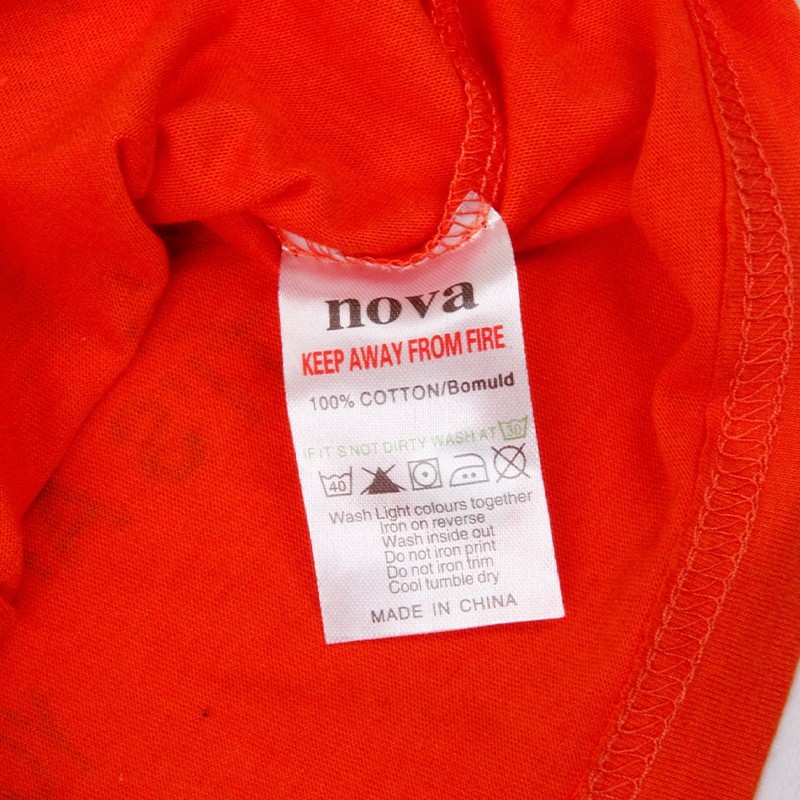 nova
KEEP AWAY FROM FIRE
100% COTTON/Bomuld
IF IT'S NOT DIRTY WASH AT 30
40
Wash Light colours together
Iron on reverse
Wash inside out
Do not iron print
Do not iron trim
Cool tumble dry
MADE IN CHINA